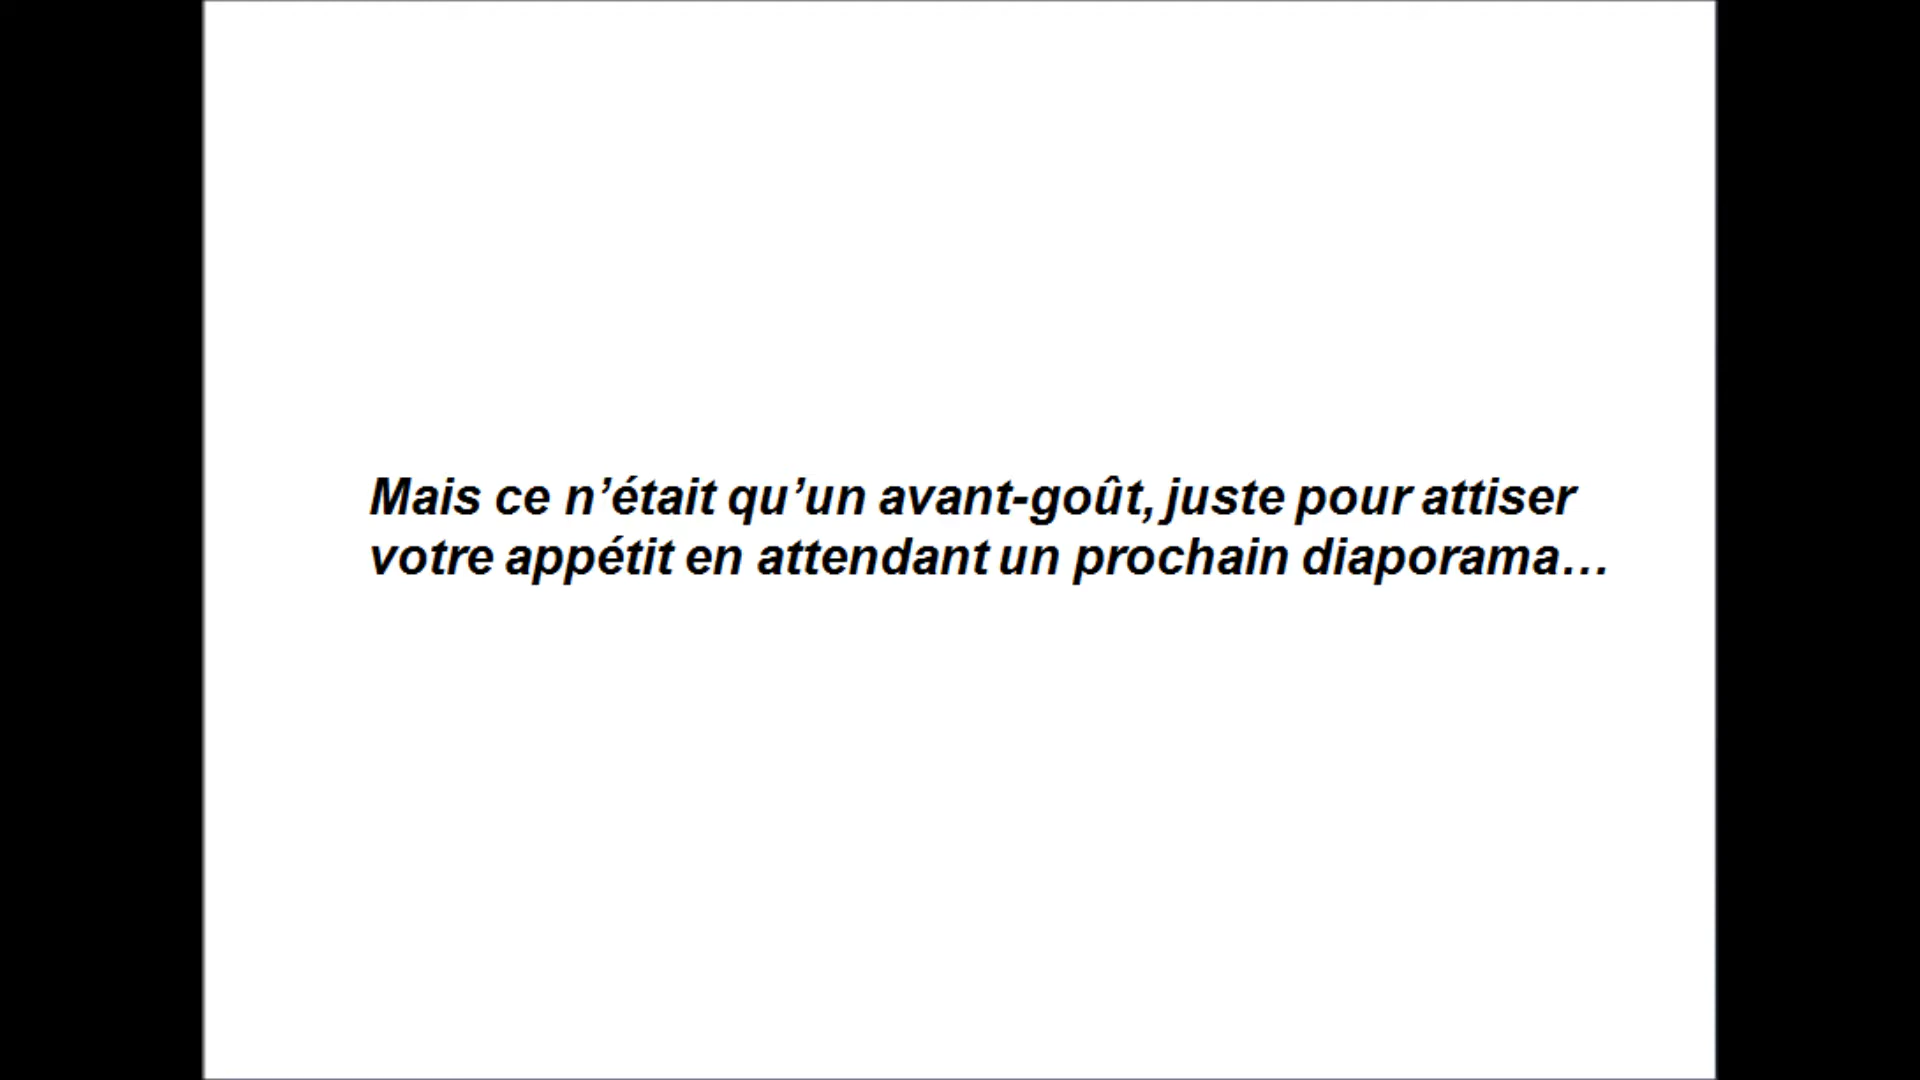 Mais ce n’était qu’un avant-goût, juste pour attiser
votre appétit en attendant un prochain diaporama…